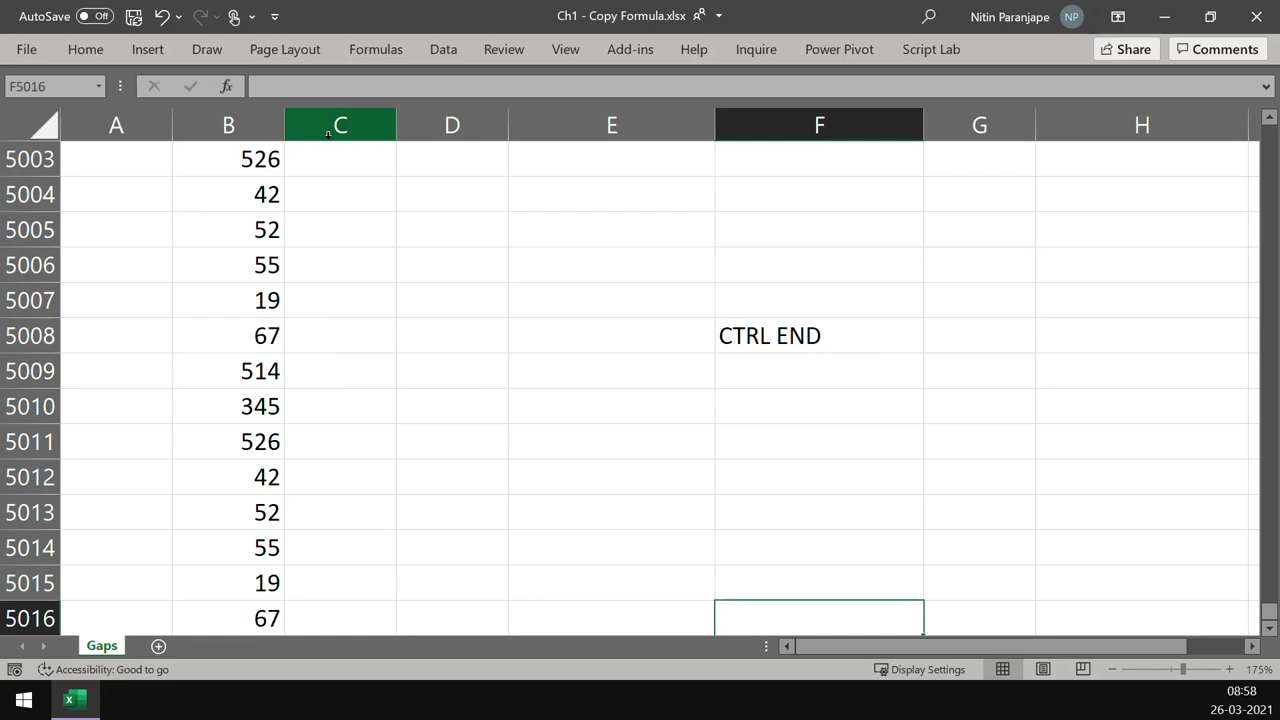 AutoSave Off Ch1 - Copy Formula.xlsx Nitin Paranjape NP
File Home Insert Draw Page Layout Formulas Data Review View Add-ins Help Inquire Power Pivot Script Lab Share Comments
F5016 fx
A B C D E F G H
5003 526
5004 42
5005 52
5006 55
5007 19
5008 67 CTRL END
5009 514
5010 345
5011 526
5012 42
5013 52
5014 55
5015 19
5016 67
Gaps
Accessibility: Good to go Display Settings 175%
08:58
26-03-2021